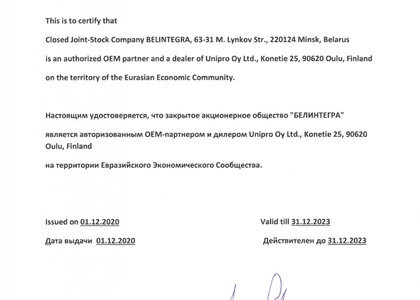 This is to certify that
Closed Joint-Stock Company BELINTEGRA, 63-31 M. Lynkov Str., 220124 Minsk, Belarus
is an authorized OEM partner and a dealer of Unipro Oy Ltd., Konetie 25, 90620 Oulu, Finland
on the territory of the Eurasian Economic Community.
Настоящим удостоверяется, что закрытое акционерное общество "БЕЛИНТЕГРА"
является авторизованным OEM-партнером и дилером Unipro Oy Ltd., Konetie 25, 90620
Oulu, Finland
на территории Евразийского Экономического Сообщества.
Issued on 01.12.2020 Valid till 31.12.2023
Дата выдачи 01.12.2020 Действителен до 31.12.2023